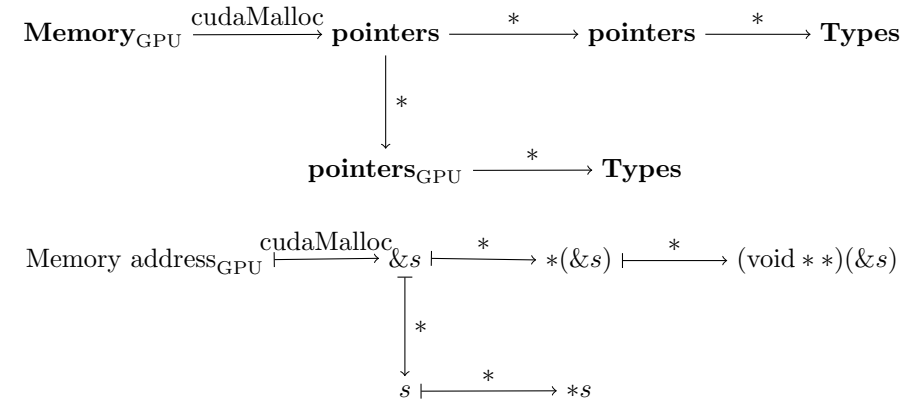 cudaMalloc * *
Memory_GPU pointers pointers Types
*
*
pointers_GPU Types
cudaMalloc * *
Memory address_GPU &s *(&s) (void * *)(&s)
*
*
s *s